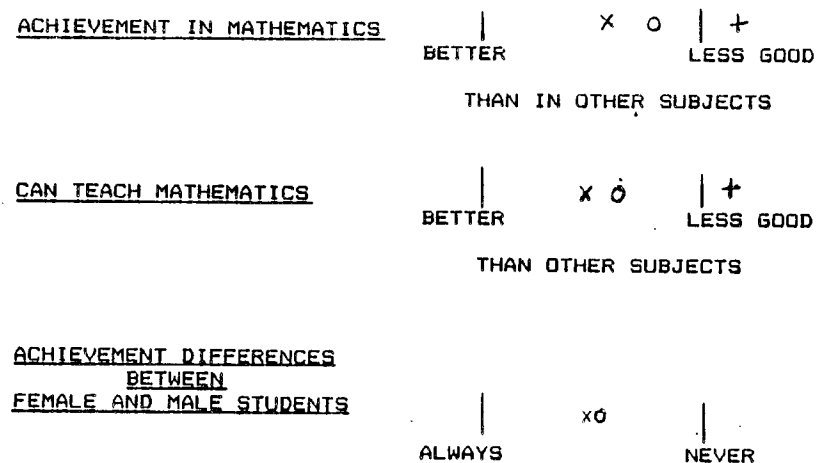 ACHIEVEMENT IN MATHEMATICS | x o | +
BETTER LESS GOOD
THAN IN OTHER SUBJECTS
CAN TEACH MATHEMATICS | x o | +
BETTER LESS GOOD
THAN OTHER SUBJECTS
ACHIEVEMENT DIFFERENCES
BETWEEN
FEMALE AND MALE STUDENTS | xo |
ALWAYS NEVER